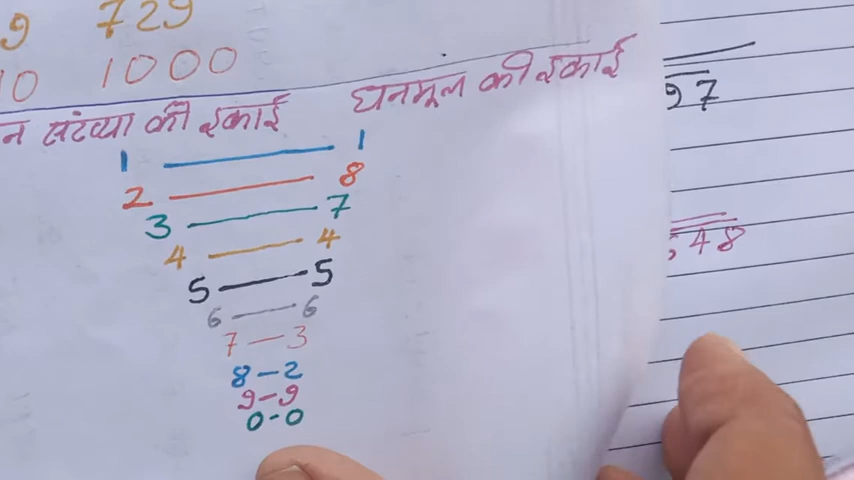 9 729
10 1000
न संख्या की इकाई घनमूल की इकाई
1 — 1
2 — 8
3 — 7
4 — 4
5 — 5
6 — 6
7 — 3
8 – 2
9 – 9
0 - 0
97
548